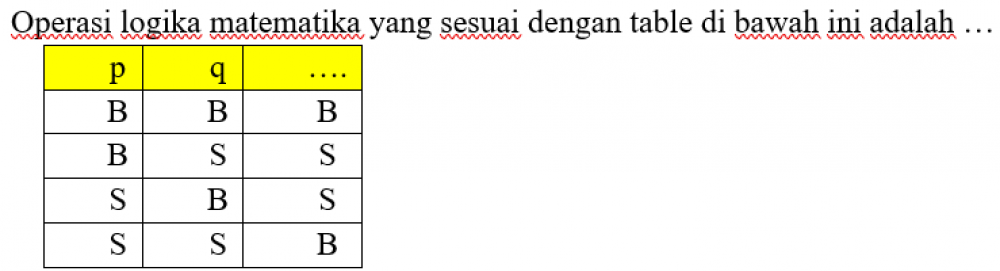 Operasi logika matematika yang sesuai dengan table di bawah ini adalah …
p q ….
B B B
B S S
S B S
S S B